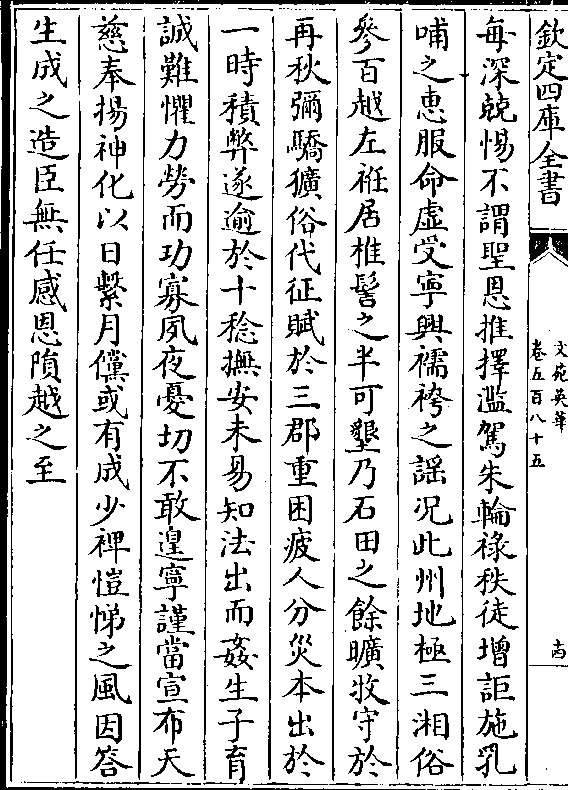 欽定四庫全書
文苑英華
卷五百八十五
每深兢惕不謂聖恩推擇濫駕朱輪祿秩徒增詎施乳
哺之惠服命虛受寧興襦袴之謡况此州地極三湘俗
參百越左袵居椎髻之半可墾乃石田之餘曠牧守於
再秋彌驕獷俗代征賦於三郡重困疲人分災本出於
一時積弊遂逾於十稔撫安未易知法出而姦生子育
誠難懼力勞而功寡夙夜憂切不敢遑寧謹當宣布天
慈奉揚神化以日繫月儻或有成少裨愷悌之風因答
生成之造臣無任感恩隕越之至